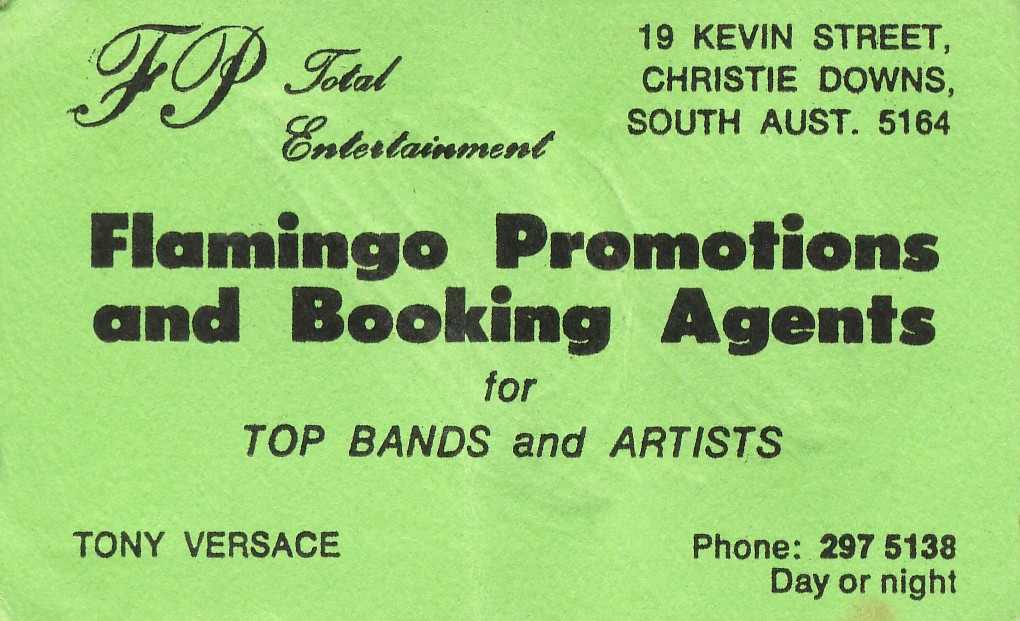 FP Total
Entertainment
19 KEVIN STREET,
CHRISTIE DOWNS,
SOUTH AUST. 5164
Flamingo Promotions
and Booking Agents
for
TOP BANDS and ARTISTS
TONY VERSACE
Phone: 297 5138
Day or night